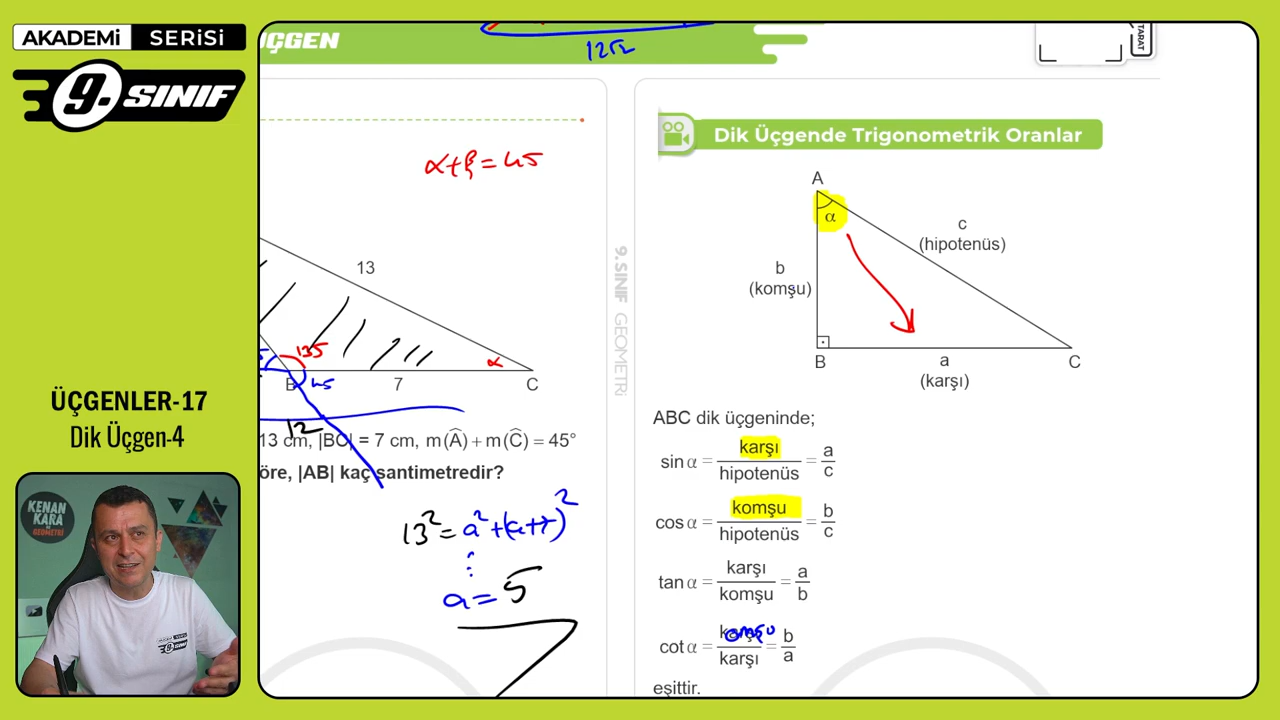 AKADEMİ SERİSİ
9. SINIF
ÜÇGENLER-17
Dik Üçgen-4
KENAN
KARA
GEOMETRİ
ÜÇGEN
12√2
TARAT
α+β=45
13
135
α
B
45
7
C
12
13 cm, |BC| = 7 cm, m(A) + m(C) = 45°
öre, |AB| kaç santimetredir?
13² = a² + (a+7)²
a = 5
9. SINIF GEOMETRİ
Dik Üçgende Trigonometrik Oranlar
A
α
c
(hipotenüs)
b
(komşu)
B
a
(karşı)
C
ABC dik üçgeninde;
sin α = karşı/hipotenüs = a/c
cos α = komşu/hipotenüs = b/c
tan α = karşı/komşu = a/b
cot α = komşu/karşı = b/a
eşittir.